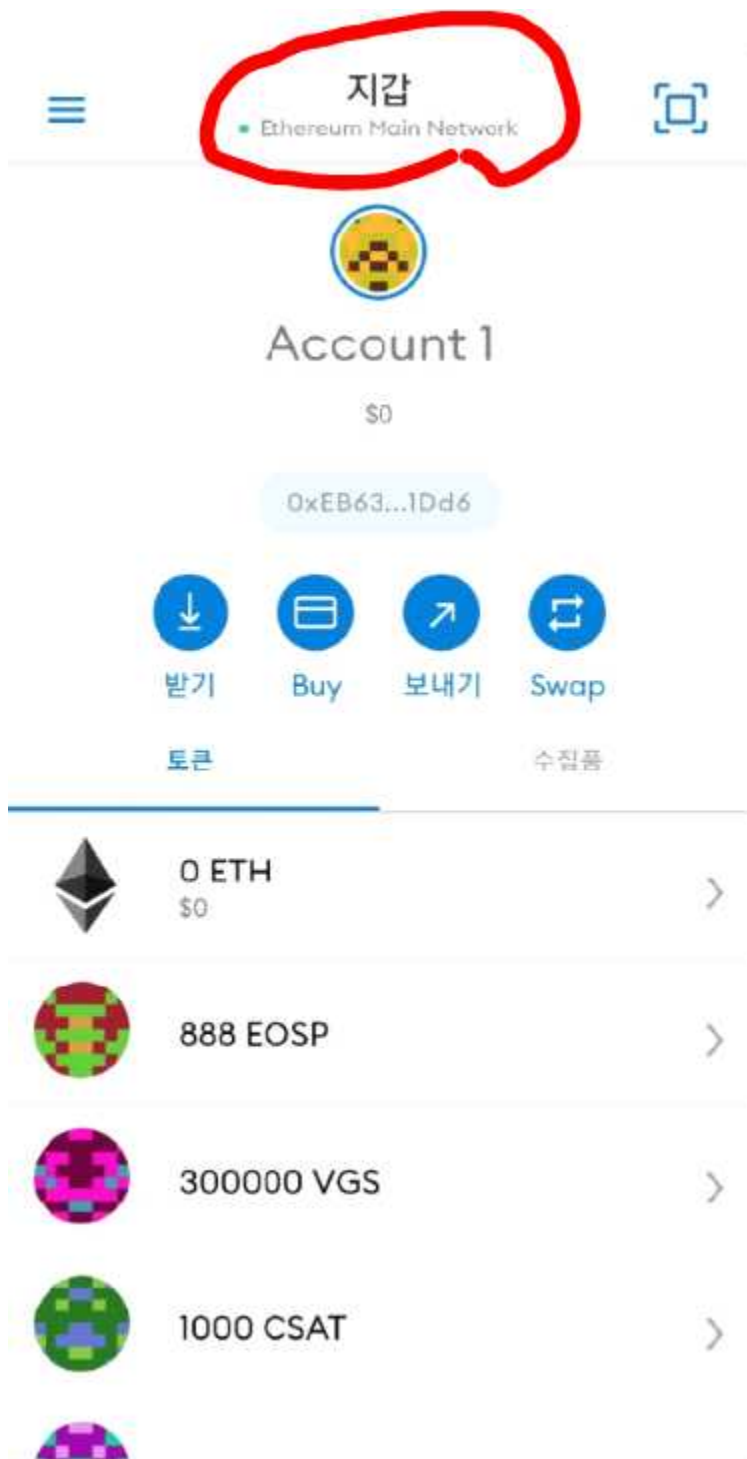 지갑
Ethereum Main Network
Account 1
$0
0xEB63...1Dd6
받기 Buy 보내기 Swap
토큰 수집품
0 ETH
$0
888 EOSP
300000 VGS
1000 CSAT